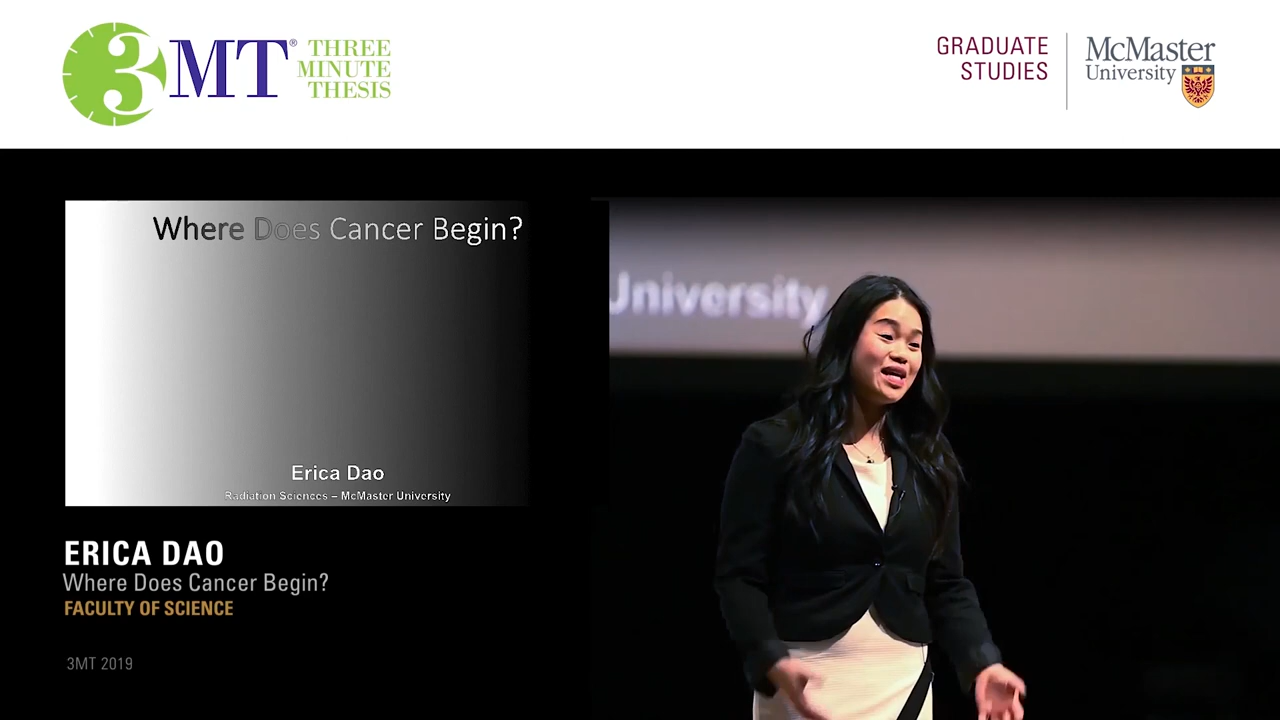 3MT® THREE
MINUTE
THESIS
GRADUATE
STUDIES
McMaster
University
Where Does Cancer Begin?
Erica Dao
Radiation Sciences – McMaster University
University
ERICA DAO
Where Does Cancer Begin?
FACULTY OF SCIENCE
3MT 2019